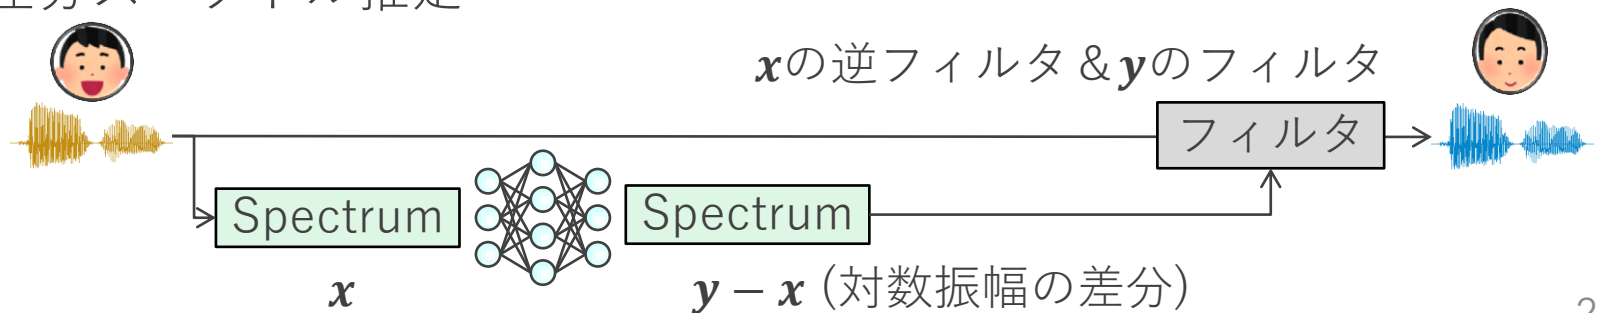 𝒙の逆フィルタ&𝒚のフィルタ
フィルタ
Spectrum
Spectrum
𝒙
𝒚 − 𝒙 (対数振幅の差分)